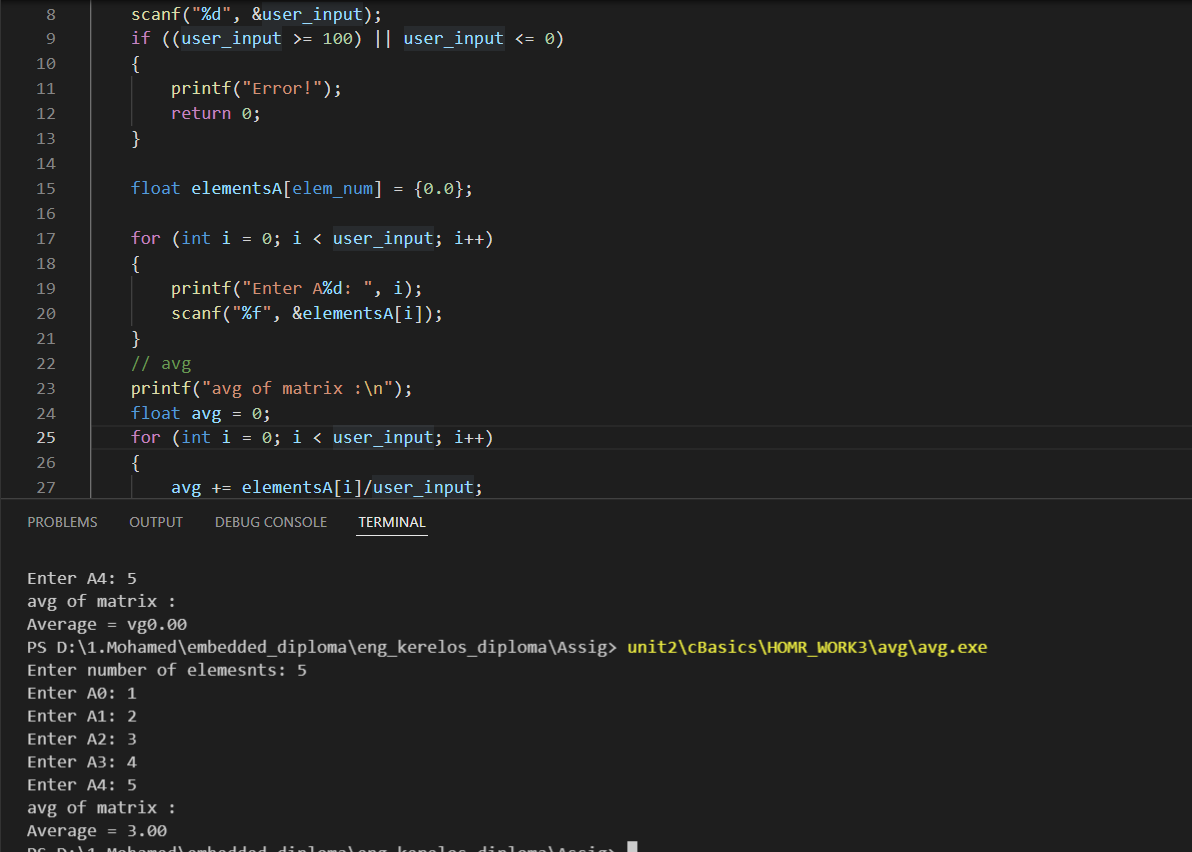 8 scanf("%d", &user_input);
9 if ((user_input >= 100) || user_input <= 0)
10 {
11 printf("Error!");
12 return 0;
13 }
14
15 float elementsA[elem_num] = {0.0};
16
17 for (int i = 0; i < user_input; i++)
18 {
19 printf("Enter A%d: ", i);
20 scanf("%f", &elementsA[i]);
21 }
22 // avg
23 printf("avg of matrix :\n");
24 float avg = 0;
25 for (int i = 0; i < user_input; i++)
26 {
27 avg += elementsA[i]/user_input;
PROBLEMS OUTPUT DEBUG CONSOLE TERMINAL
Enter A4: 5
avg of matrix :
Average = vg0.00
PS D:\1.Mohamed\embedded_diploma\eng_kerelos_diploma\Assig> unit2\cBasics\HOMR_WORK3\avg\avg.exe
Enter number of elemesnts: 5
Enter A0: 1
Enter A1: 2
Enter A2: 3
Enter A3: 4
Enter A4: 5
avg of matrix :
Average = 3.00
PS D:\1.Mohamed\embedded_diploma\eng_kerelos_diploma\Assig>